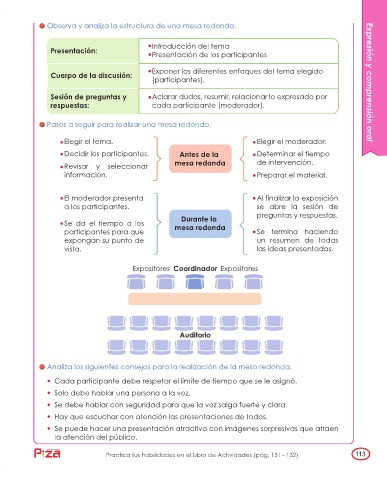 Observa y analiza la estructura de una mesa redonda.
Presentación:
•Introducción del tema
•Presentación de los participantes
Cuerpo de la discusión:
•Exponer los diferentes enfoques del tema elegido
(participantes).
Sesión de preguntas y
respuestas:
•Aclarar dudas, resumir, relacionar lo expresado por
cada participante (moderador).
Pasos a seguir para realizar una mesa redonda.
•Elegir el tema.
•Decidir los participantes.
•Revisar y seleccionar
información.
Antes de la
mesa redonda
•Elegir el moderador.
•Determinar el tiempo
de intervención.
•Preparar el material.
•El moderador presenta
a los participantes.
•Se da el tiempo a los
participantes para que
expongan su punto de
vista.
Durante la
mesa redonda
•Al finalizar la exposición
se abre la sesión de
preguntas y respuestas.
•Se termina haciendo
un resumen de todas
las ideas presentadas.
Expositores Coordinador Expositores
Auditorio
Analiza los siguientes consejos para la realización de la mesa redonda.
• Cada participante debe respetar el límite de tiempo que se le asignó.
• Solo debe hablar una persona a la vez.
• Se debe hablar con seguridad para que la voz salga fuerte y clara.
• Hay que escuchar con atención las presentaciones de todos.
• Se puede hacer una presentación atractiva con imágenes sorpresivas que atraen
la atención del público.
Practica tus habilidades en el Libro de Actividades (pág. 131 - 132)
113
Expresión y comprensión oral